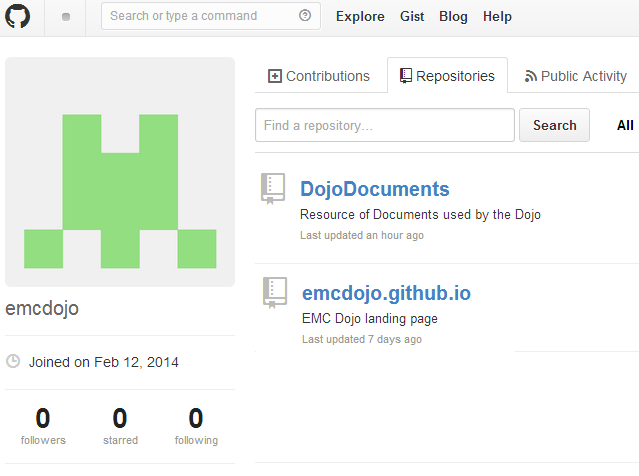 Search or type a command
Explore Gist Blog Help
Contributions Repositories Public Activity
Find a repository... Search All
DojoDocuments
Resource of Documents used by the Dojo
Last updated an hour ago
emcdojo.github.io
EMC Dojo landing page
Last updated 7 days ago
emcdojo
Joined on Feb 12, 2014
0 0 0
followers starred following